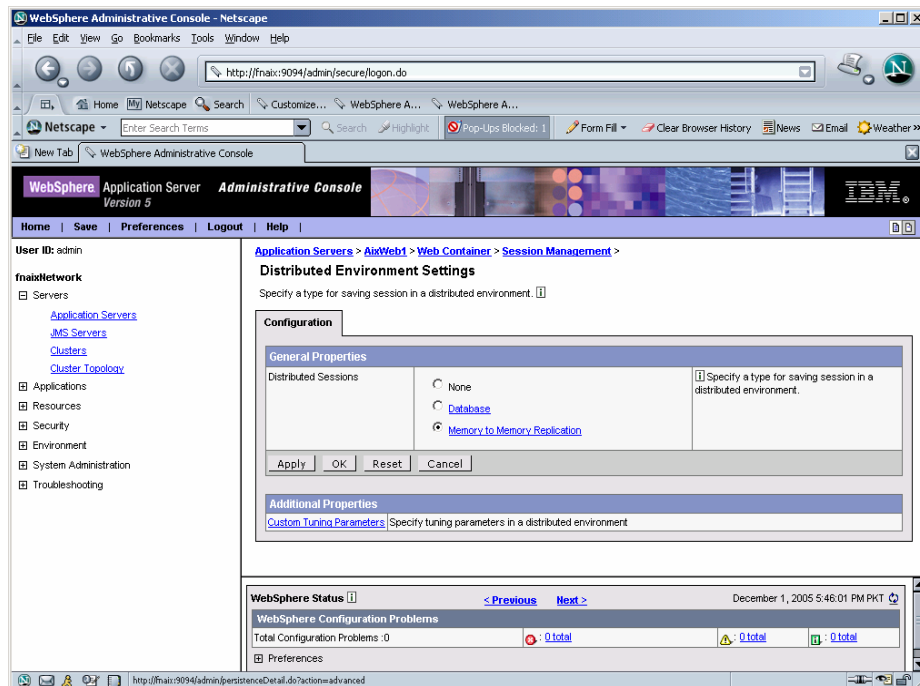 WebSphere Administrative Console - Netscape
File Edit View Go Bookmarks Tools Window Help
http://fnaix:9094/admin/secure/logon.do
Home My Netscape Search Customize... WebSphere A... WebSphere A...
Netscape Enter Search Terms Search Highlight Pop-Ups Blocked: 1 Form Fill Clear Browser History News Email Weather »
New Tab WebSphere Administrative Console
WebSphere Application Server Administrative Console
Version 5
IBM
Home | Save | Preferences | Logout | Help |
User ID: admin
fnaixNetwork
Servers
Application Servers
JMS Servers
Clusters
Cluster Topology
Applications
Resources
Security
Environment
System Administration
Troubleshooting
Application Servers > AixWeb1 > Web Container > Session Management >
Distributed Environment Settings
Specify a type for saving session in a distributed environment. i
Configuration
General Properties
Distributed Sessions
None
Database
Memory to Memory Replication
i Specify a type for saving session in a
distributed environment.
Apply OK Reset Cancel
Additional Properties
Custom Tuning Parameters Specify tuning parameters in a distributed environment
WebSphere Status i < Previous Next > December 1, 2005 5:46:01 PM PKT
WebSphere Configuration Problems
Total Configuration Problems :0 : 0 total : 0 total : 0 total
Preferences
http://fnaix:9094/admin/persistenceDetail.do?action=advanced